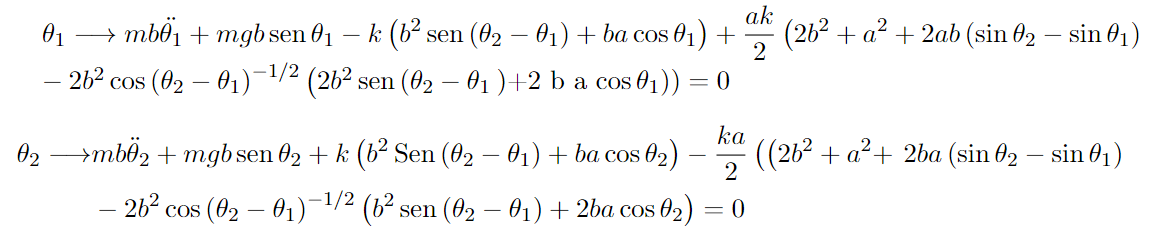 θ₁ ⟶ mbθ̈₁ + mgb sen θ₁ − k (b² sen (θ₂ − θ₁) + ba cos θ₁) + ak/2 (2b² + a² + 2ab (sin θ₂ − sin θ₁)
− 2b² cos (θ₂ − θ₁)⁻¹/² (2b² sen (θ₂ − θ₁ )+2 b a cos θ₁)) = 0
θ₂ ⟶mbθ̈₂ + mgb sen θ₂ + k (b² Sen (θ₂ − θ₁) + ba cos θ₂) − ka/2 ((2b² + a²+ 2ba (sin θ₂ − sin θ₁)
− 2b² cos (θ₂ − θ₁)⁻¹/² (b² sen (θ₂ − θ₁) + 2ba cos θ₂) = 0